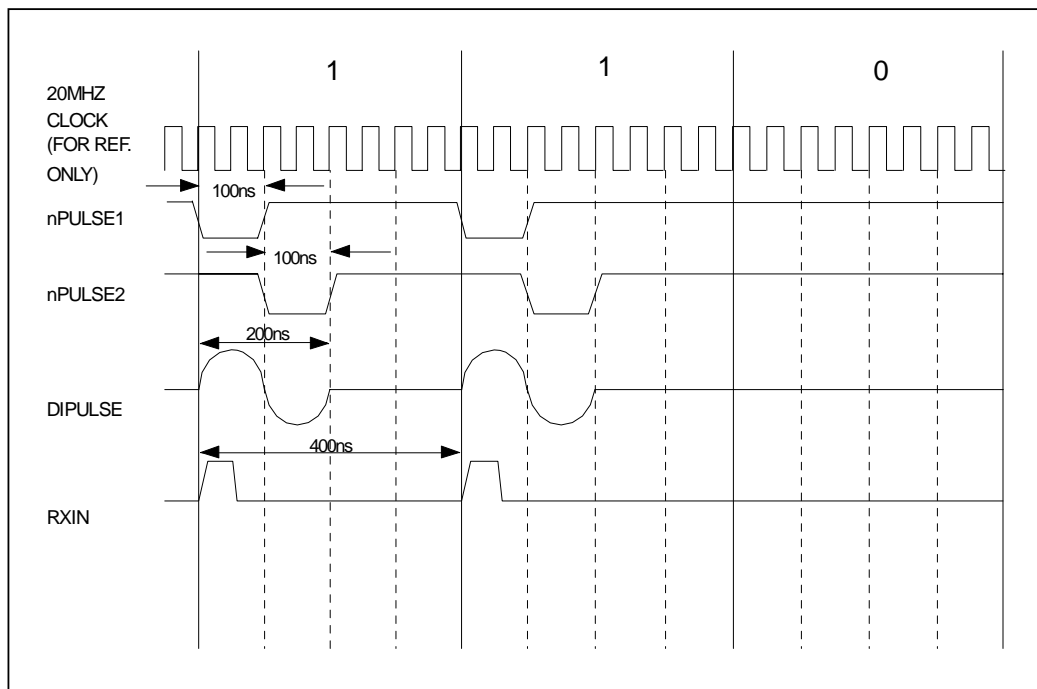 1 1 0
20MHZ
CLOCK
(FOR REF.
ONLY)
100ns
nPULSE1
100ns
nPULSE2
200ns
DIPULSE
400ns
RXIN